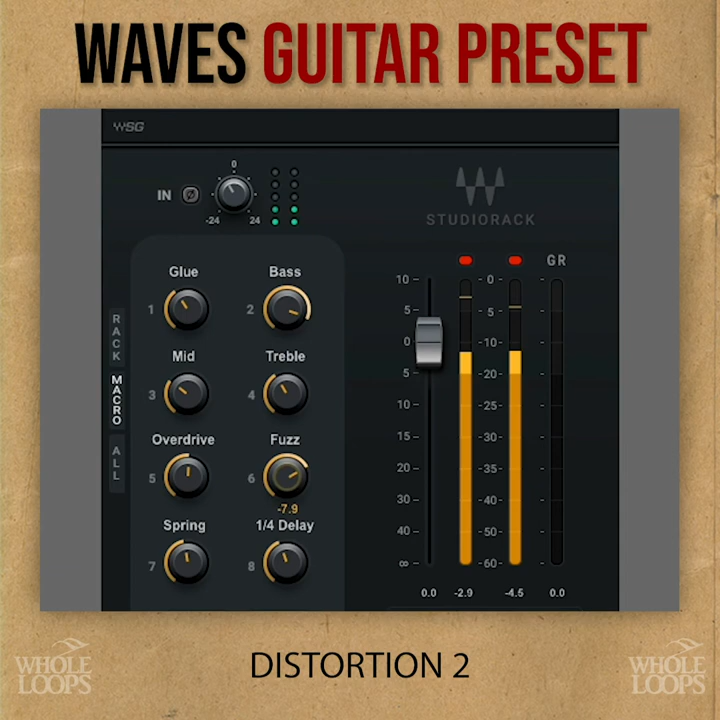 WAVES GUITAR PRESET
WSG
0
IN
-24 24
STUDIORACK
GR
Glue Bass
1 2
Mid Treble
3 4
Overdrive Fuzz
5 6
-7.9
Spring 1/4 Delay
7 8
RACK
MACRO
ALL
10 0
5 5
0 -10
5 -20
10 -25
15 -30
20 -35
30 -40
40 -50
∞ -60
0.0 -2.9 -4.5 0.0
DISTORTION 2
WHOLE LOOPS
WHOLE LOOPS